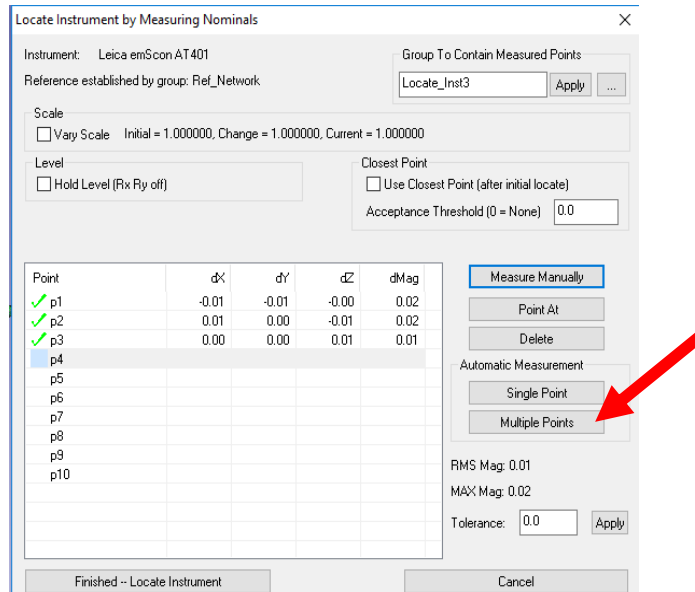 Locate Instrument by Measuring Nominals
Instrument: Leica emScon AT401
Reference established by group: Ref_Network
Group To Contain Measured Points
Locate_Inst3 Apply ...
Scale
Vary Scale Initial = 1.000000, Change = 1.000000, Current = 1.000000
Level
Hold Level (Rx Ry off)
Closest Point
Use Closest Point (after initial locate)
Acceptance Threshold (0 = None) 0.0
Point dX dY dZ dMag
p1 -0.01 -0.01 -0.00 0.02
p2 0.01 0.00 -0.01 0.02
p3 0.00 0.00 0.01 0.01
p4
p5
p6
p7
p8
p9
p10
Measure Manually
Point At
Delete
Automatic Measurement
Single Point
Multiple Points
RMS Mag: 0.01
MAX Mag: 0.02
Tolerance: 0.0 Apply
Finished -- Locate Instrument Cancel